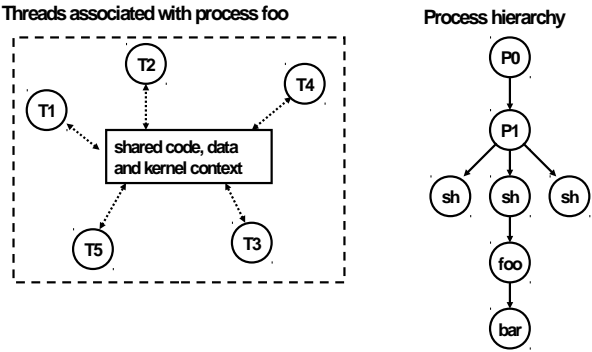 Threads associated with process foo
T1
T2
T4
shared code, data
and kernel context
T5
T3
Process hierarchy
P0
P1
sh
sh
sh
foo
bar